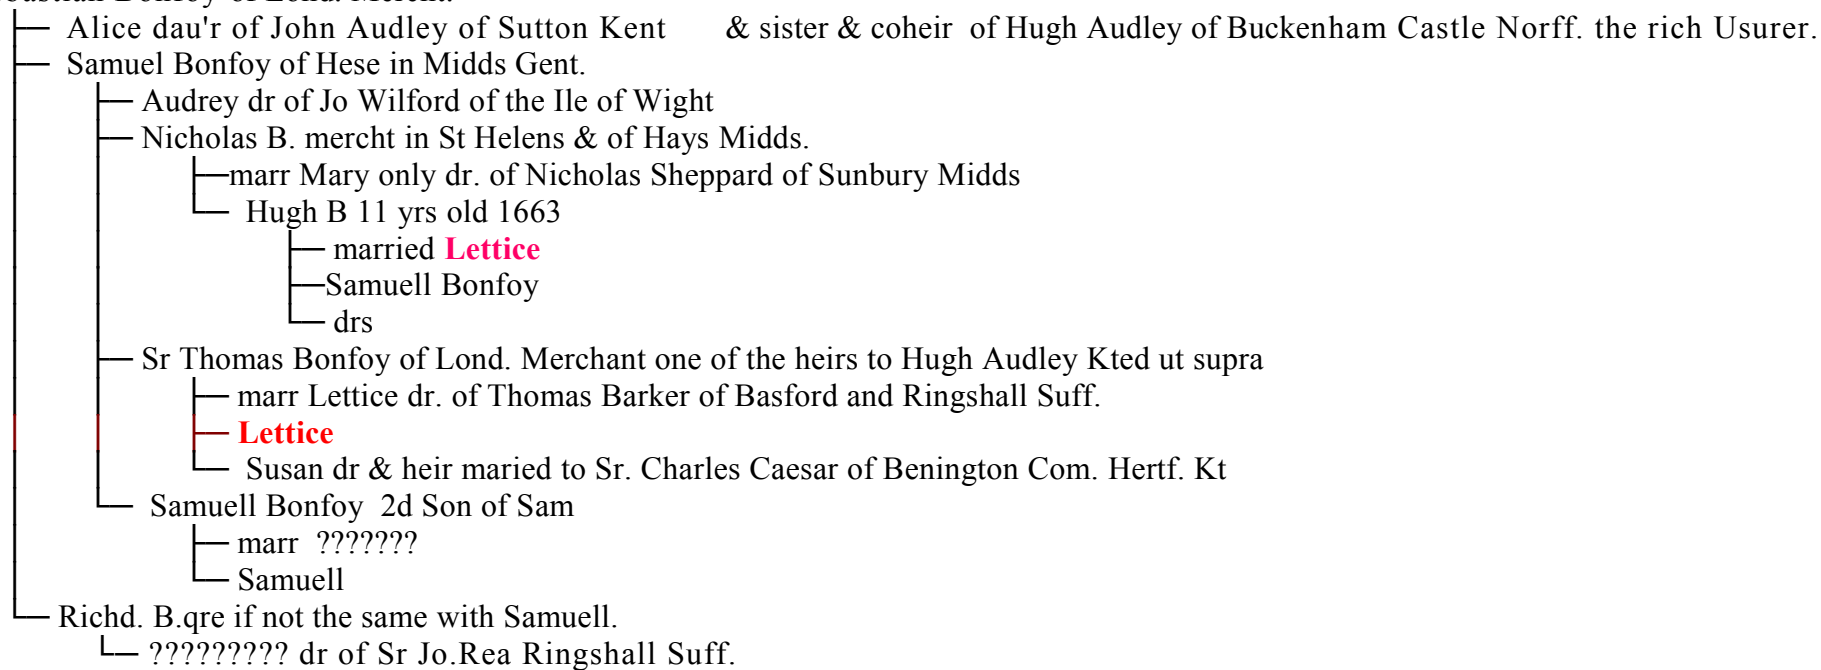 Bonfoy of Lond. Mercht.
Alice dau'r of John Audley of Sutton Kent & sister & coheir of Hugh Audley of Buckenham Castle Norff. the rich Usurer.
Samuel Bonfoy of Hese in Midds Gent.
Audrey dr of Jo Wilford of the Ile of Wight
Nicholas B. mercht in St Helens & of Hays Midds.
marr Mary only dr. of Nicholas Sheppard of Sunbury Midds
Hugh B 11 yrs old 1663
married Lettice
Samuell Bonfoy
drs
Sr Thomas Bonfoy of Lond. Merchant one of the heirs to Hugh Audley Kted ut supra
marr Lettice dr. of Thomas Barker of Basford and Ringshall Suff.
Lettice
Susan dr & heir maried to Sr. Charles Caesar of Benington Com. Hertf. Kt
Samuell Bonfoy 2d Son of Sam
marr ???????
Samuell
Richd. B.qre if not the same with Samuell.
????????? dr of Sr Jo.Rea Ringshall Suff.